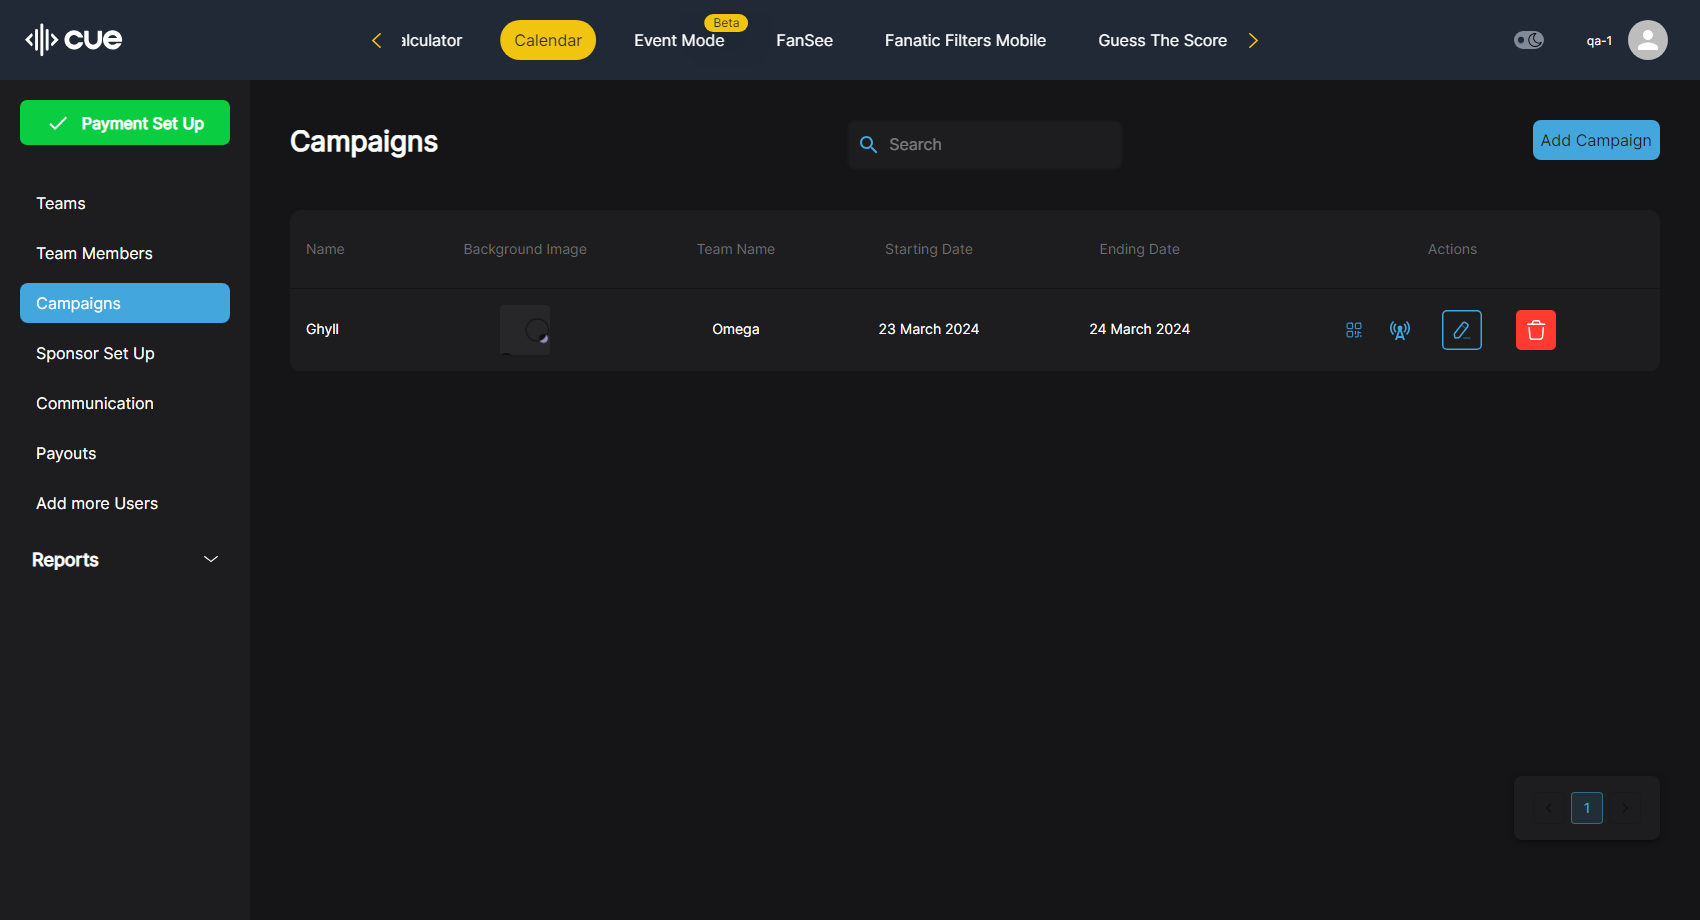 cue
alculator
Calendar
Event Mode
Beta
FanSee
Fanatic Filters Mobile
Guess The Score
qa-1
Payment Set Up
Teams
Team Members
Campaigns
Sponsor Set Up
Communication
Payouts
Add more Users
Reports
Campaigns
Search
Add Campaign
Name Background Image Team Name Starting Date Ending Date Actions
Ghyll Omega 23 March 2024 24 March 2024
1